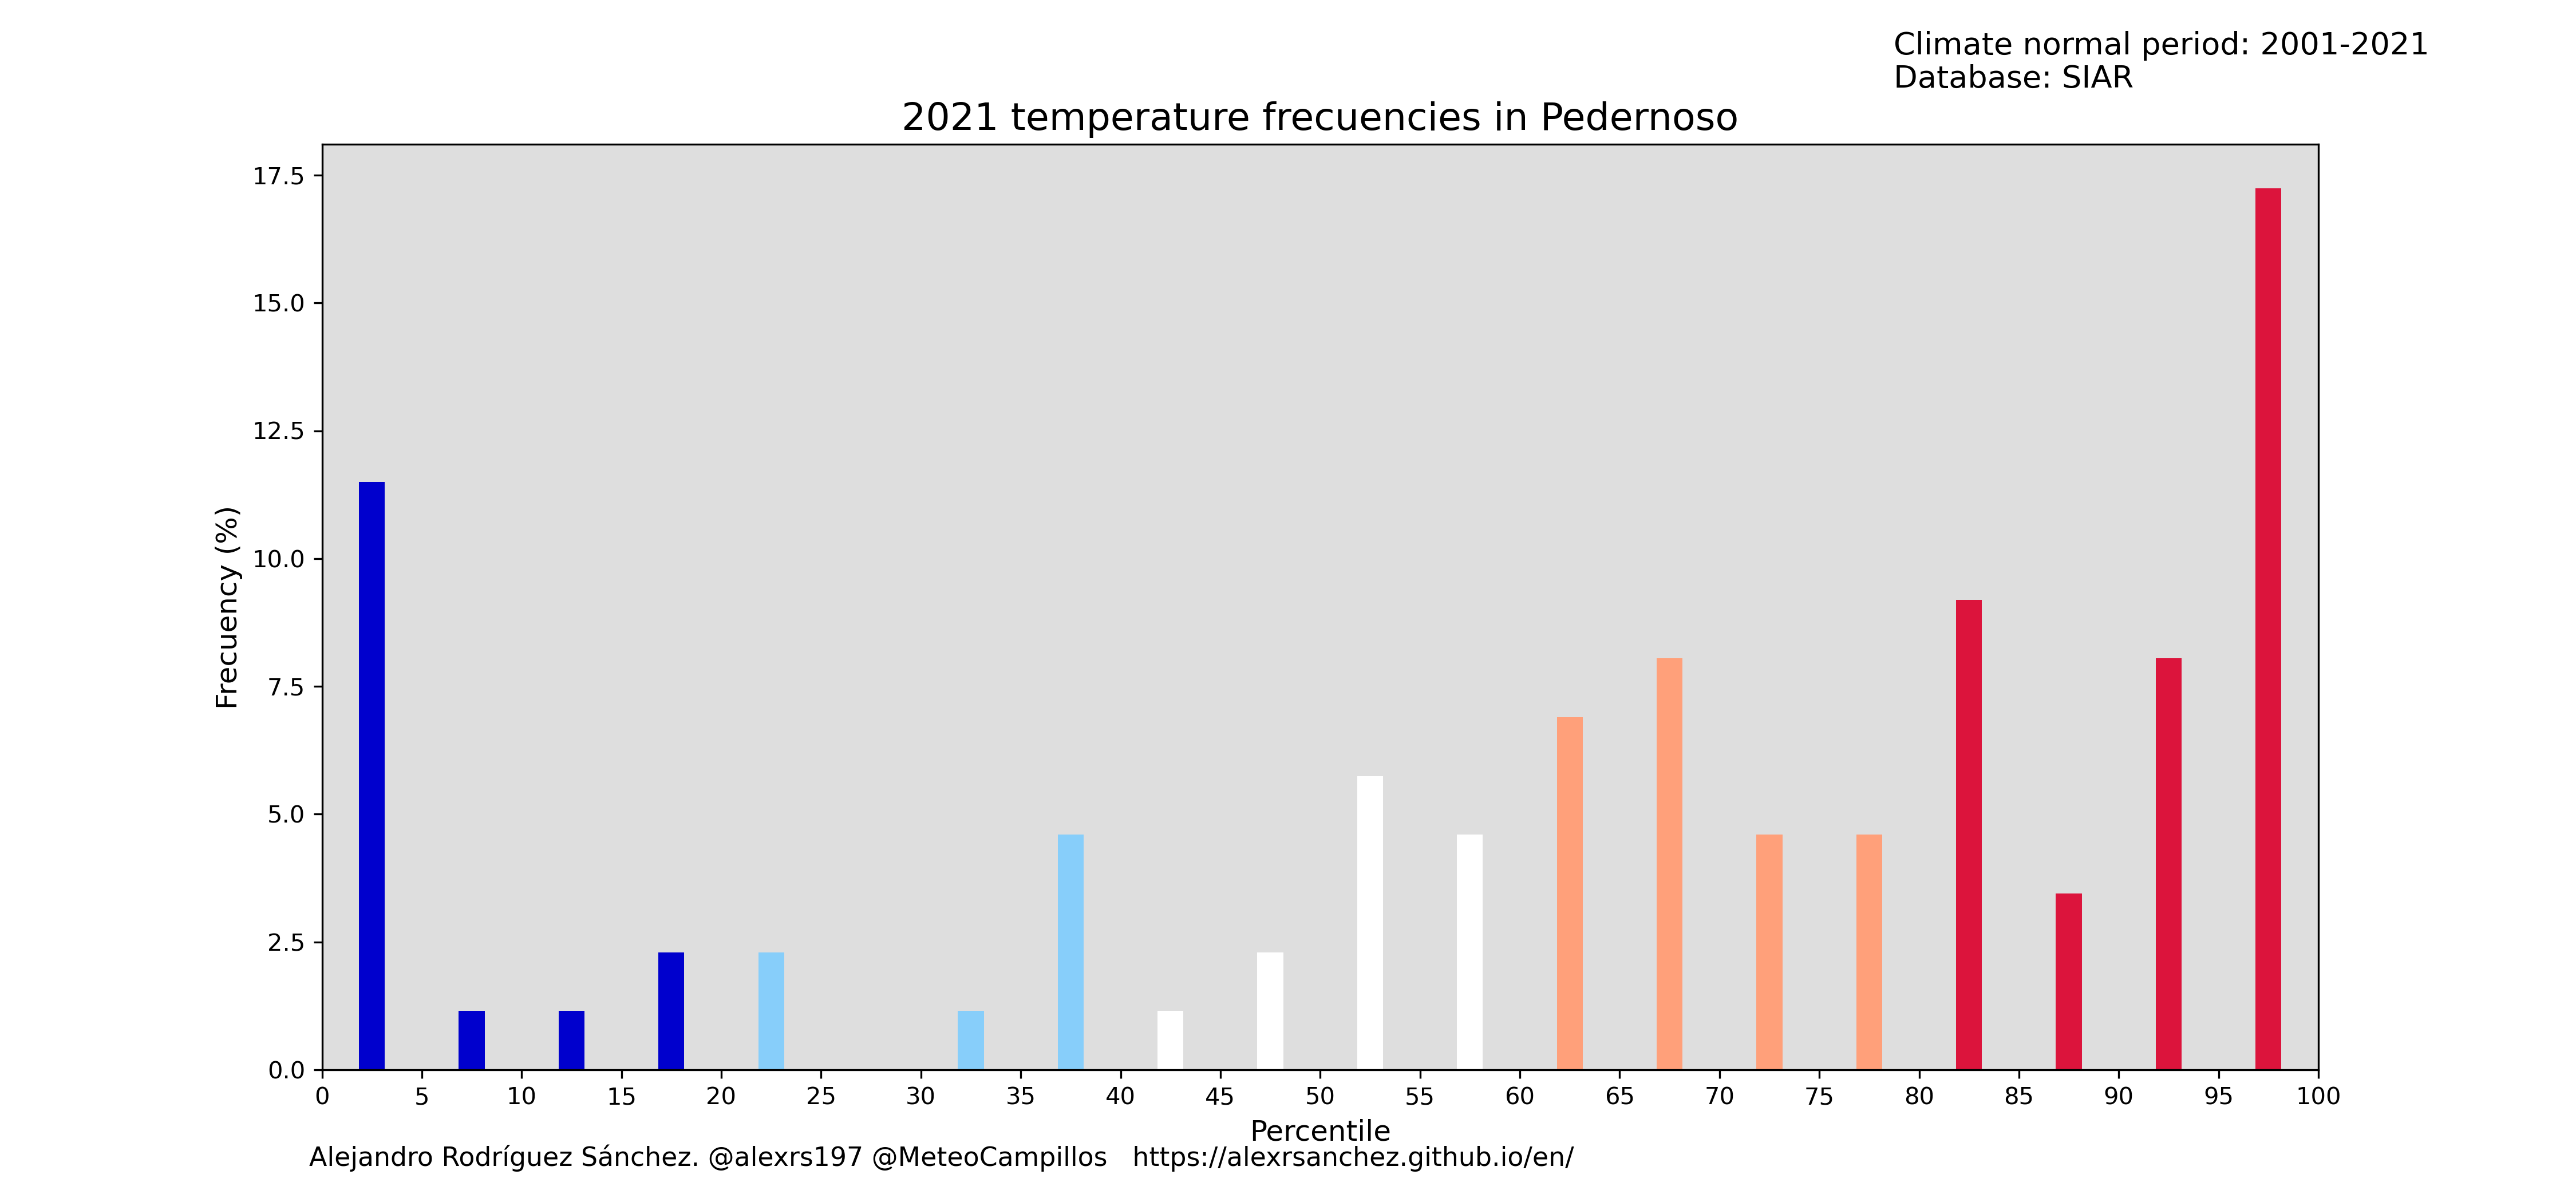 Climate normal period: 2001-2021
Database: SIAR
2021 temperature frecuencies in Pedernoso
17.5
15.0
12.5
10.0
7.5
5.0
2.5
0.0
Frecuency (%)
0 5 10 15 20 25 30 35 40 45 50 55 60 65 70 75 80 85 90 95 100
Percentile
Alejandro Rodríguez Sánchez. @alexrs197 @MeteoCampillos https://alexrsanchez.github.io/en/